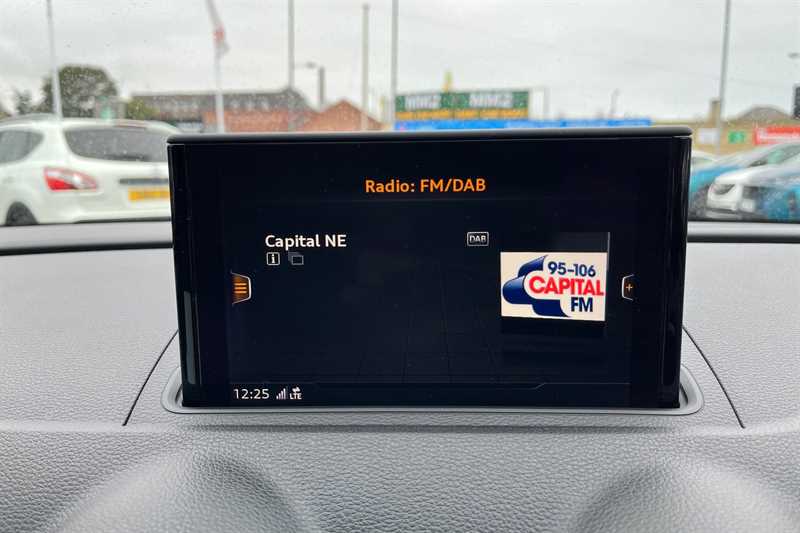 Radio: FM/DAB
Capital NE
DAB
i
95-106
CAPITAL
FM
12:25
LTE